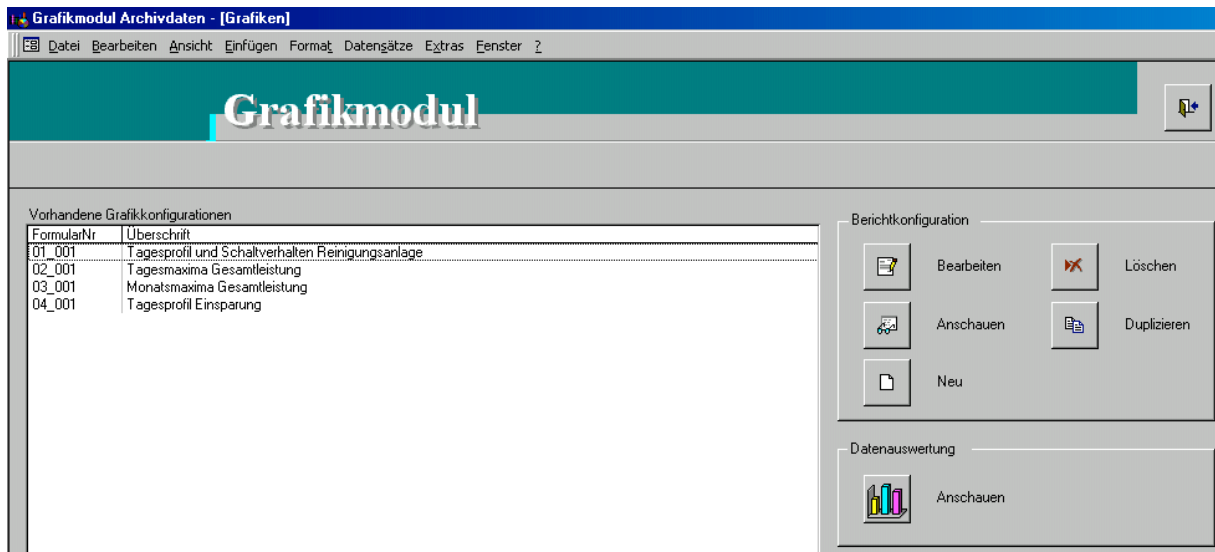 Grafikmodul Archivdaten - [Grafiken]
Datei Bearbeiten Ansicht Einfügen Format Datensätze Extras Fenster ?
Grafikmodul
Vorhandene Grafikkonfigurationen
FormularNr Überschrift
01_001 Tagesprofil und Schaltverhalten Reinigungsanlage
02_001 Tagesmaxima Gesamtleistung
03_001 Monatsmaxima Gesamtleistung
04_001 Tagesprofil Einsparung
Berichtkonfiguration
Bearbeiten Löschen
Anschauen Duplizieren
Neu
Datenauswertung
Anschauen